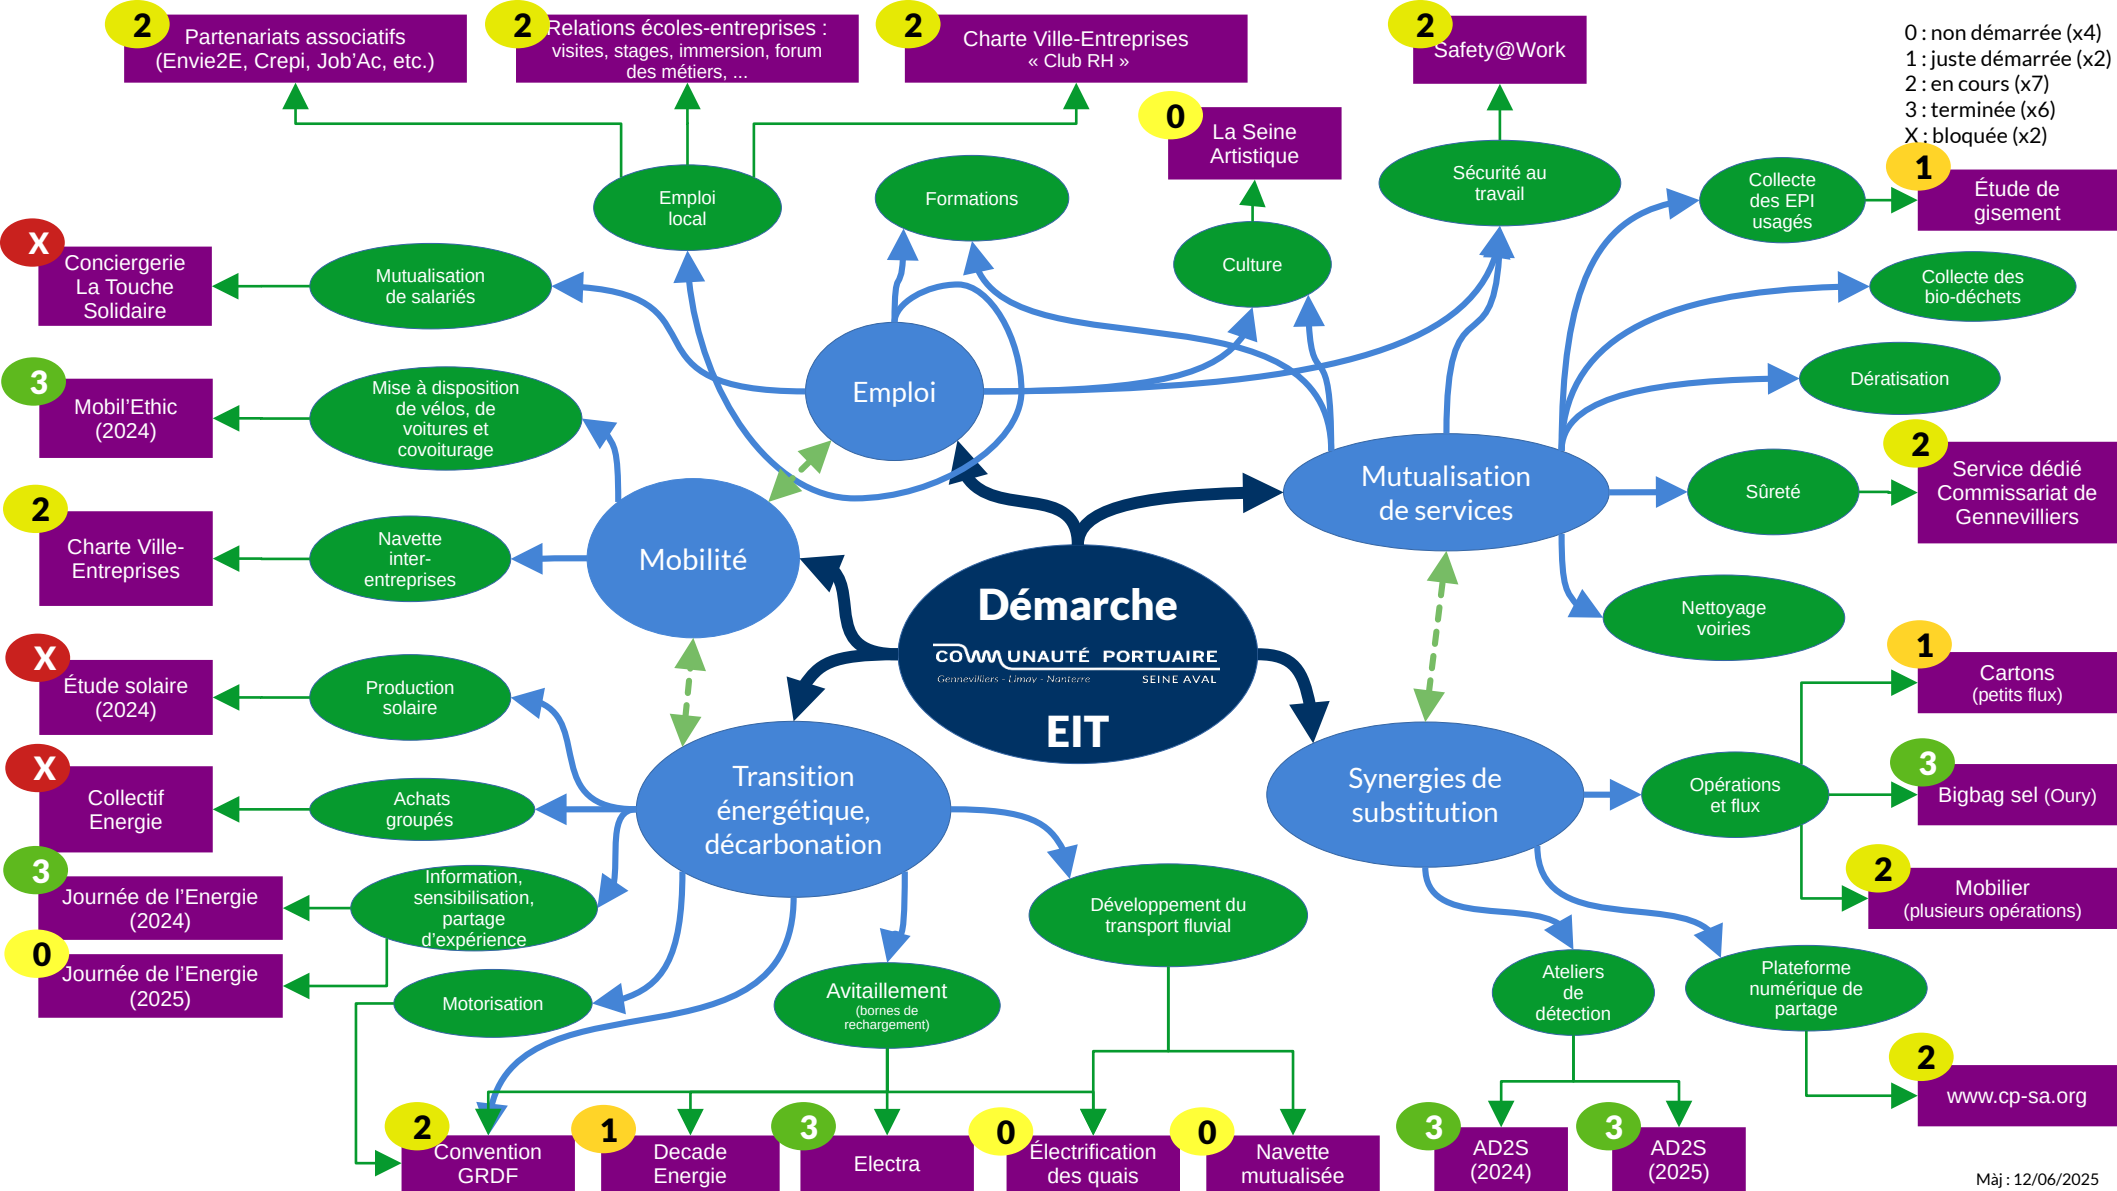 2
Partenariats associatifs
(Envie2E, Crepi, Job’Ac, etc.)
2
Relations écoles-entreprises :
visites, stages, immersion, forum
des métiers, ...
2
Charte Ville-Entreprises
« Club RH »
2
Safety@Work
0 : non démarrée (x4)
1 : juste démarrée (x2)
2 : en cours (x7)
3 : terminée (x6)
X : bloquée (x2)
0
La Seine
Artistique
Emploi
local
Formations
Culture
Sécurité au
travail
Collecte
des EPI
usagés
1
Étude de
gisement
X
Conciergerie
La Touche
Solidaire
Mutualisation
de salariés
Collecte des
bio-déchets
3
Mobil’Ethic
(2024)
Mise à disposition
de vélos, de
voitures et
covoiturage
Emploi
Dératisation
Mutualisation
de services
Sûreté
2
Service dédié
Commissariat de
Gennevilliers
2
Charte Ville-
Entreprises
Navette
inter-
entreprises
Mobilité
Nettoyage
voiries
Démarche
COMMUNAUTÉ PORTUAIRE
Gennevilliers - Limay - Nanterre
SEINE AVAL
EIT
X
Étude solaire
(2024)
Production
solaire
1
Cartons
(petits flux)
X
Collectif
Energie
Achats
groupés
Transition
énergétique,
décarbonation
Synergies de
substitution
Opérations
et flux
3
Bigbag sel (Oury)
3
Journée de l’Energie
(2024)
Information,
sensibilisation,
partage
d’expérience
Développement du
transport fluvial
2
Mobilier
(plusieurs opérations)
0
Journée de l’Energie
(2025)
Motorisation
Avitaillement
(bornes de
rechargement)
Ateliers
de
détection
Plateforme
numérique de
partage
2
www.cp-sa.org
2
Convention
GRDF
1
Decade
Energie
3
Electra
0
Électrification
des quais
0
Navette
mutualisée
3
AD2S
(2024)
3
AD2S
(2025)
Màj : 12/06/2025